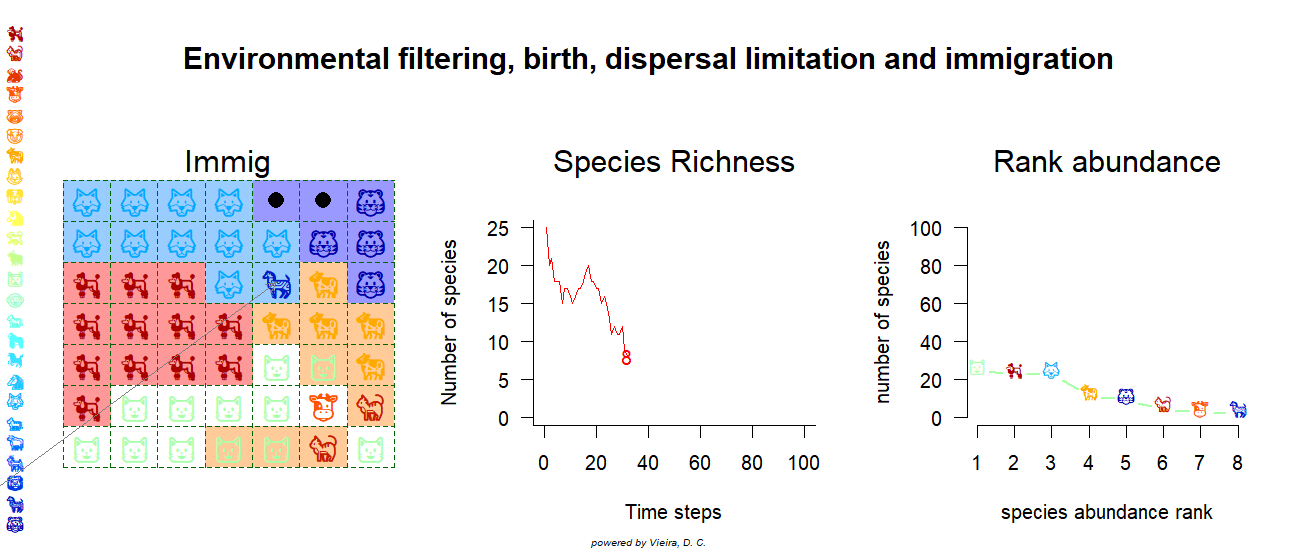 Environmental filtering, birth, dispersal limitation and immigration
Immig
Species Richness
Number of species
25
20
15
10
5
0
8
0 20 40 60 80 100
Time steps
Rank abundance
number of species
100
80
60
40
20
0
1 2 3 4 5 6 7 8
species abundance rank
powered by Vieira, D. C.